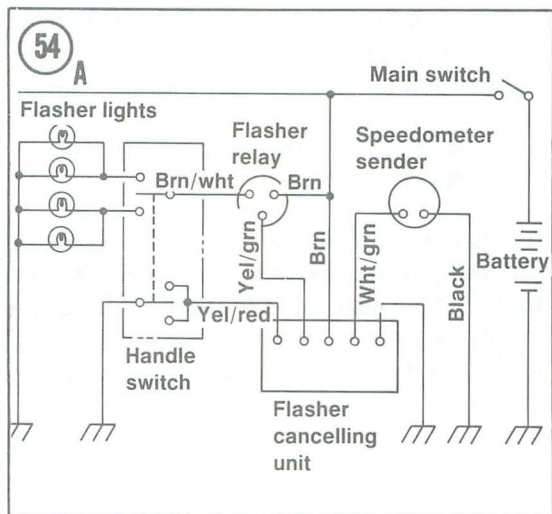 54
A
Main switch
Flasher lights
Flasher
relay
Speedometer
sender
Brn/wht
Brn
Yel/grn
Brn
Wht/grn
Black
Battery
Yel/red
Handle
switch
Flasher
cancelling
unit